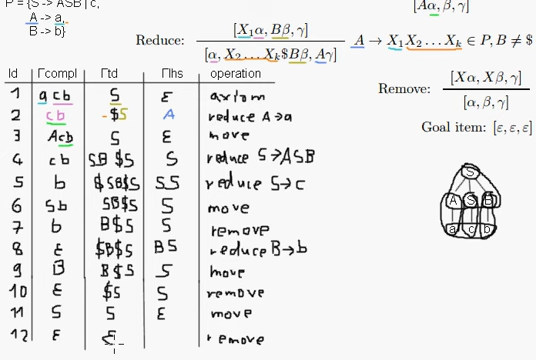 P = {S -> ASB | c,
A -> a,
B -> b}
[Aα, β, γ]
Reduce: [X₁α, Bβ, γ] / [α, X₂…Xₖ$Bβ, Aγ] A → X₁X₂…Xₖ ∈ P, B ≠ $
Remove: [Xα, Xβ, γ] / [α, β, γ]
Goal item: [ε, ε, ε]
Id Γcompl Γtd Γlhs operation
1 acb S ε axiom
2 cb $S A reduce A→a
3 Acb S ε move
4 cb SB$S S reduce S→ASB
5 b $SB$S SS reduce S→c
6 Sb SB$S S move
7 b B$S S remove
8 ε $B$S BS reduce B→b
9 B B$S S move
10 ε $S S remove
11 S S ε move
12 ε ε remove
S
A S B
a c b